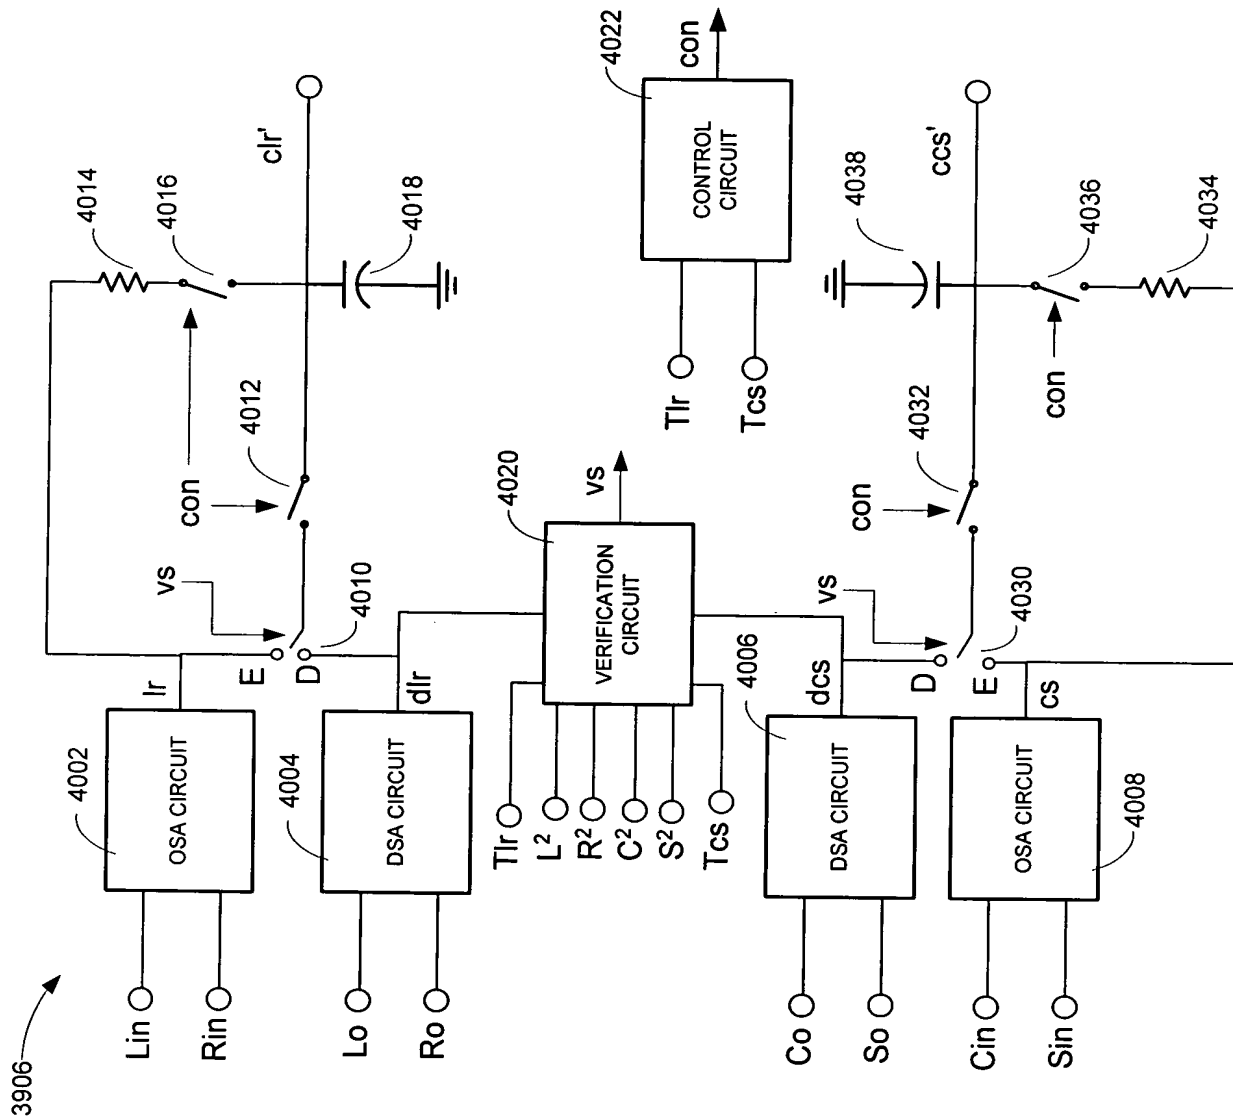 3906
Lin
Rin
Lo
Ro
Co
So
Cin
Sin
4002
OSA CIRCUIT
4004
DSA CIRCUIT
4006
DSA CIRCUIT
4008
OSA CIRCUIT
lr
dlr
dcs
cs
E
D
D
E
vs
4010
vs
4030
Tlr
L²
R²
C²
S²
Tcs
VERIFICATION
CIRCUIT
4020
vs
con
4012
con
4032
con
4014
4016
4018
clr'
4038
ccs'
4036
4034
Tlr
Tcs
CONTROL
CIRCUIT
4022
con